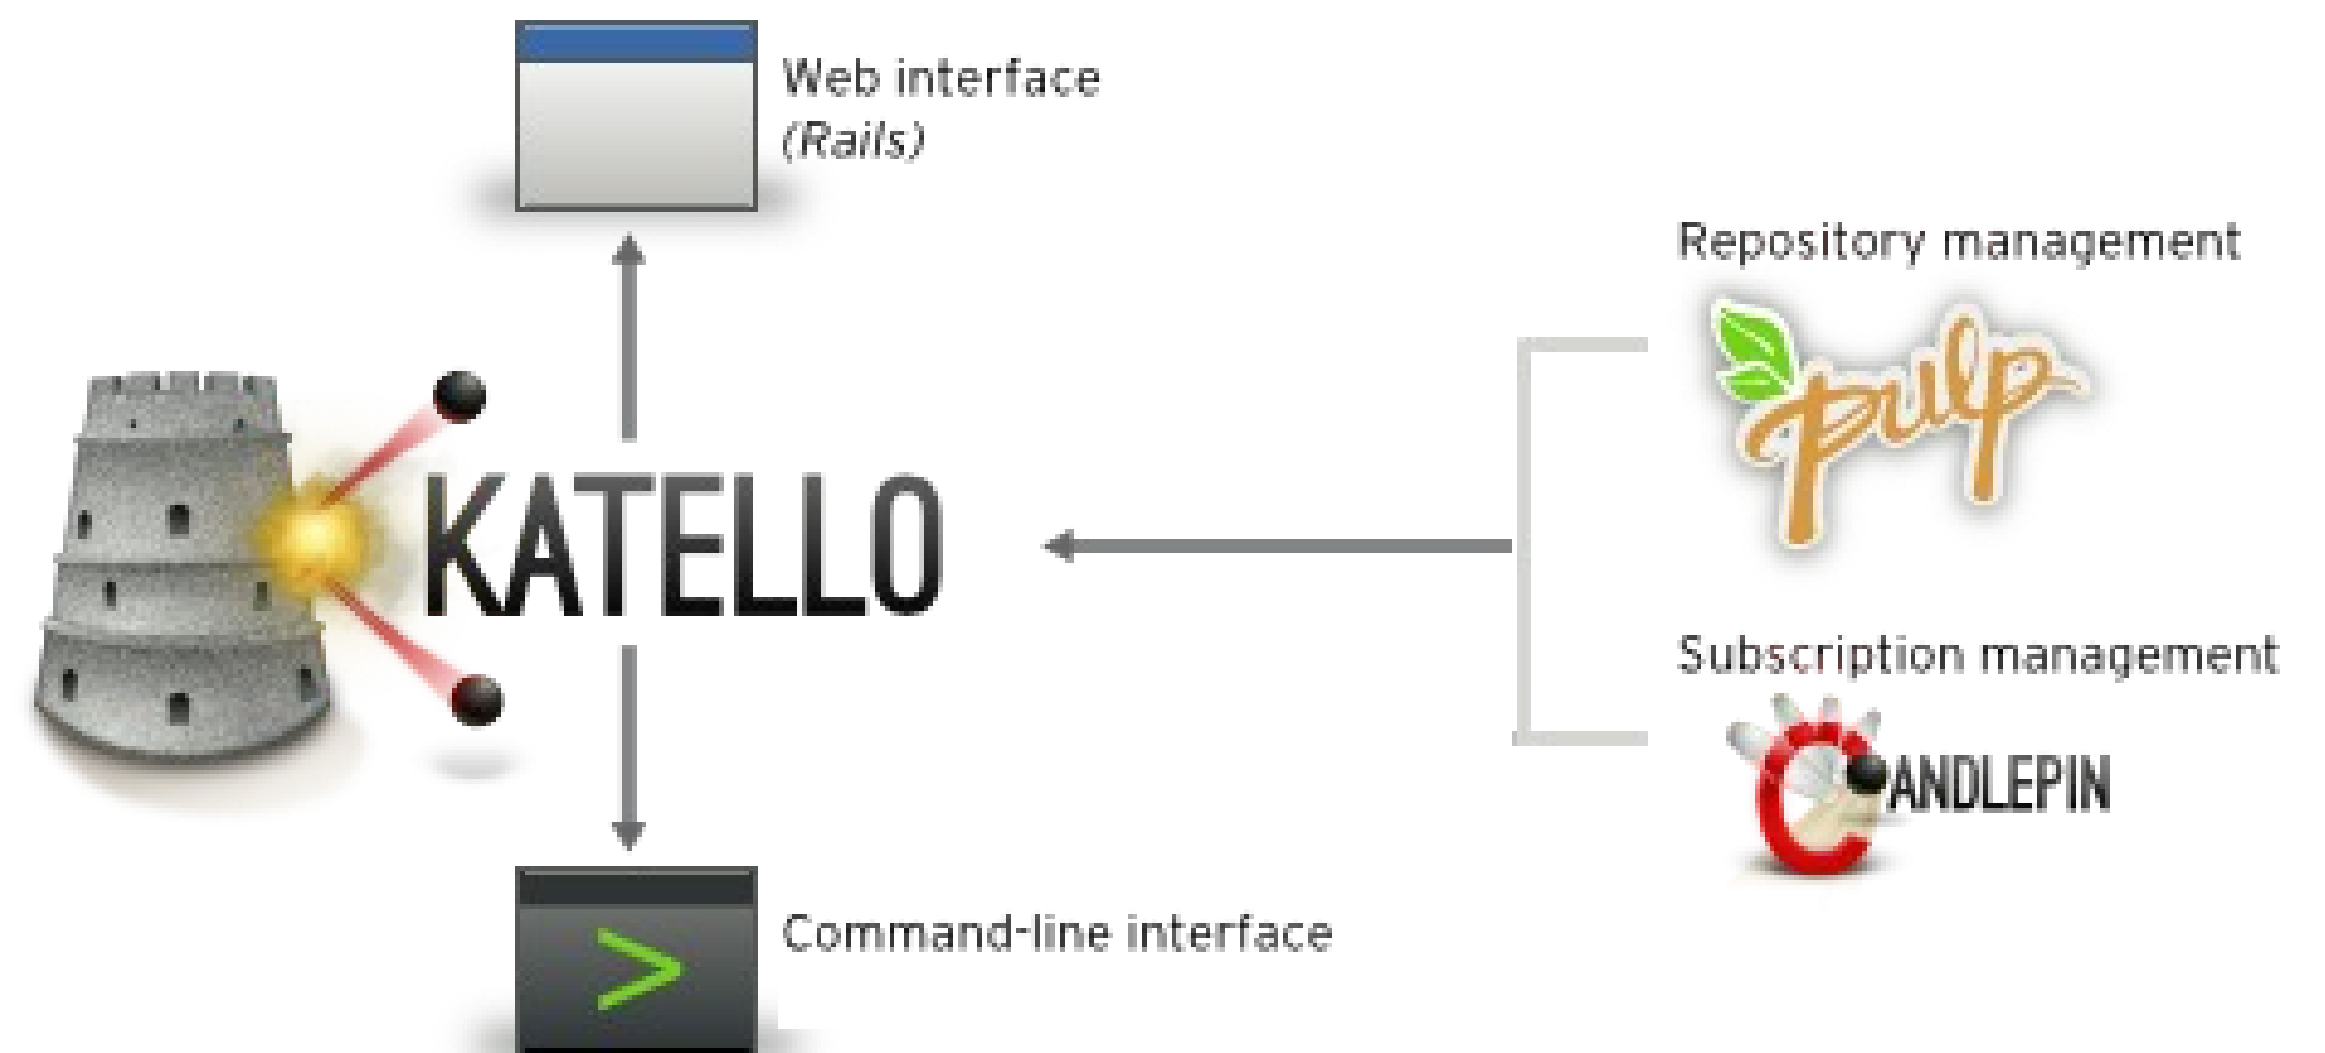 Web interface
(Rails)
Repository management
pulp
KATELLO
Subscription management
CANDLEPIN
Command-line interface
>